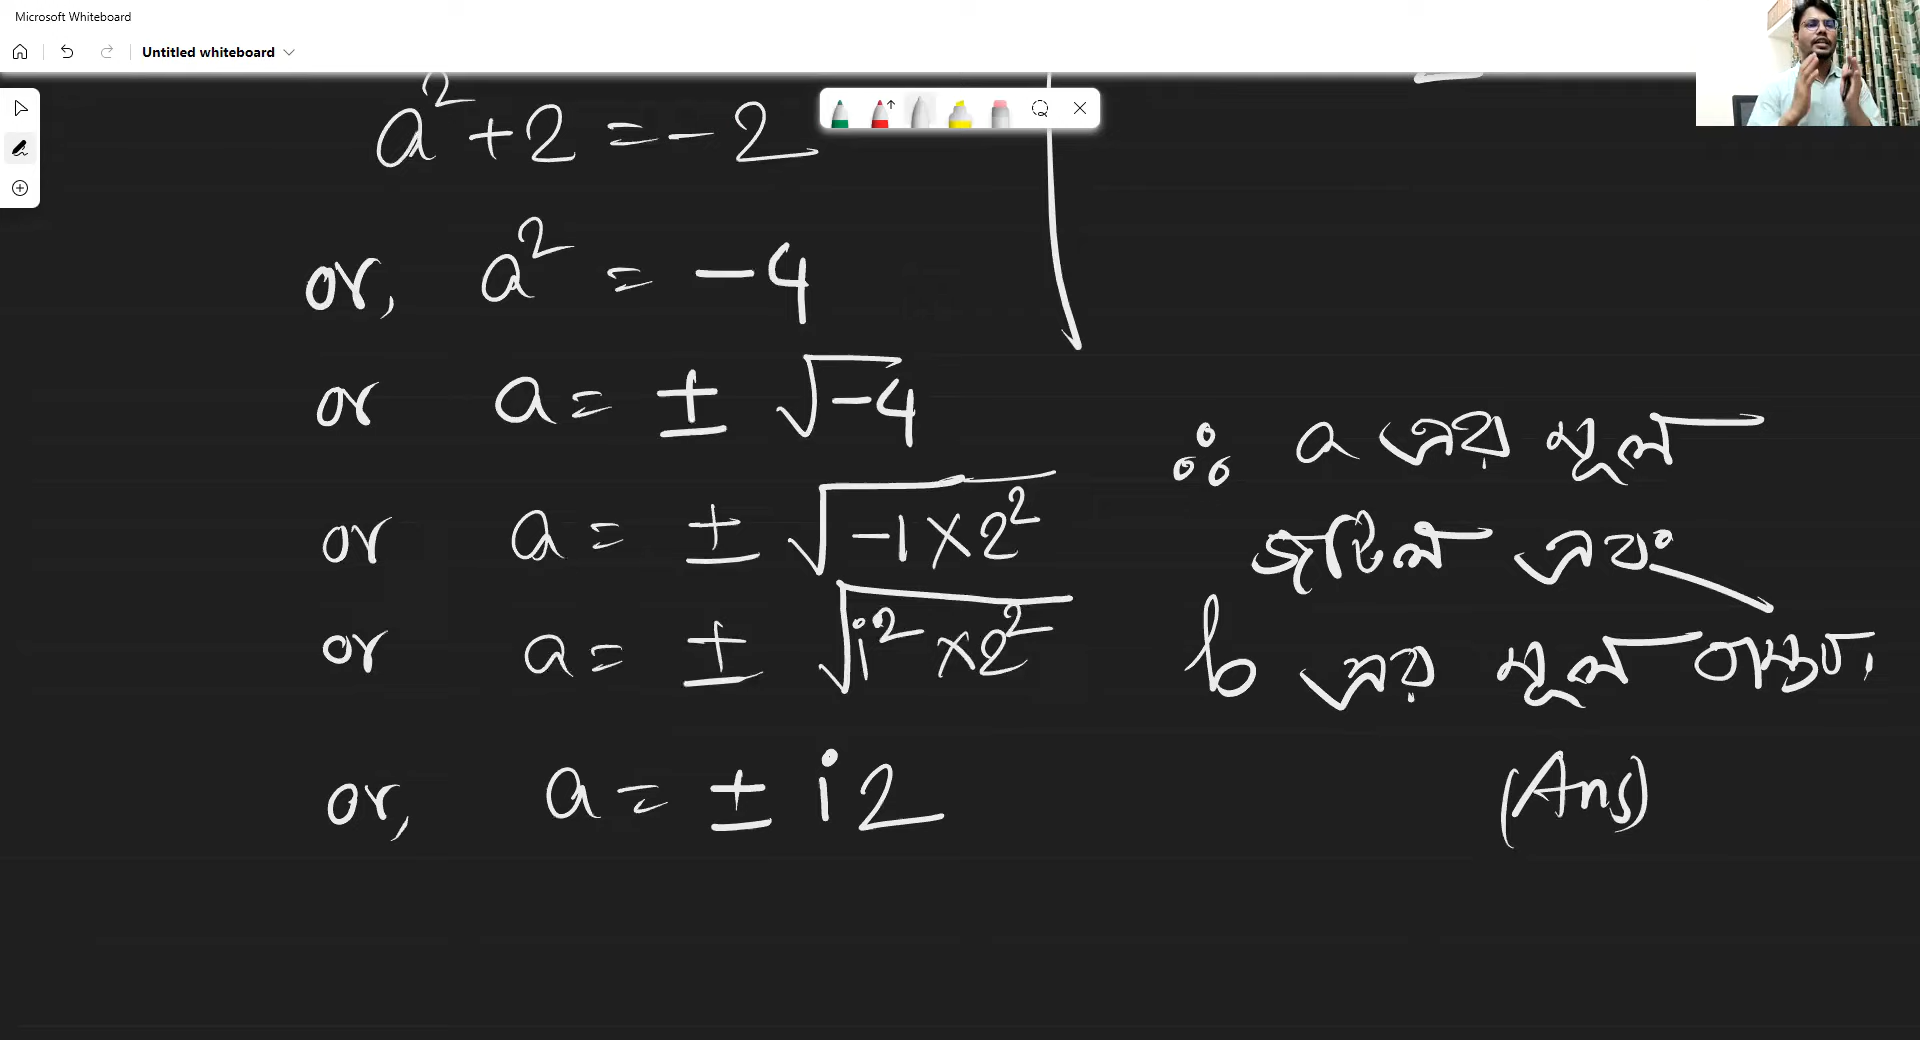 Microsoft Whiteboard
Untitled whiteboard
a² + 2 = - 2
or, a² = - 4
or a = ± √-4
or a = ± √-1 × 2²
or a = ± √i² × 2²
or, a = ± i 2
∴ a এর মূল
জটিল এবং
b এর মূল বাস্তব।
(Ans)